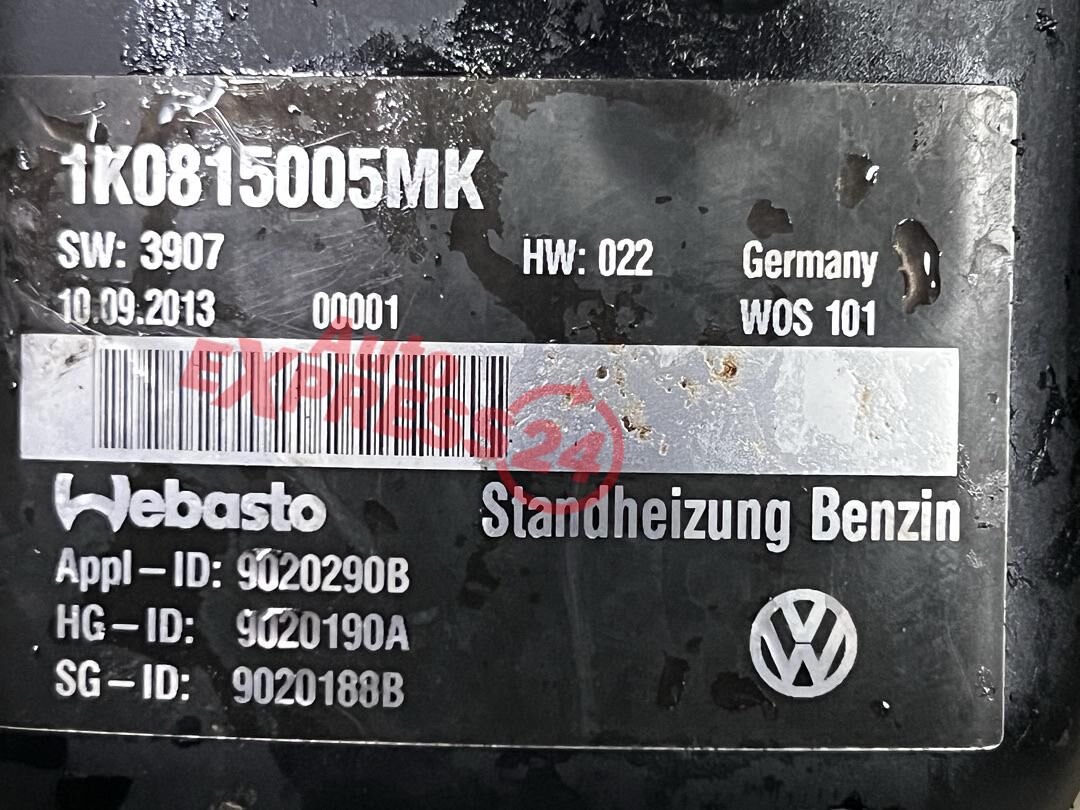 1K0815005MK
SW: 3907 HW: 022 Germany
10.09.2013 00001 WOS 101
Auto
EXPRESS 24
Webasto Standheizung Benzin
Appl-ID: 9020290B
HG-ID: 9020190A
SG-ID: 9020188B
VW